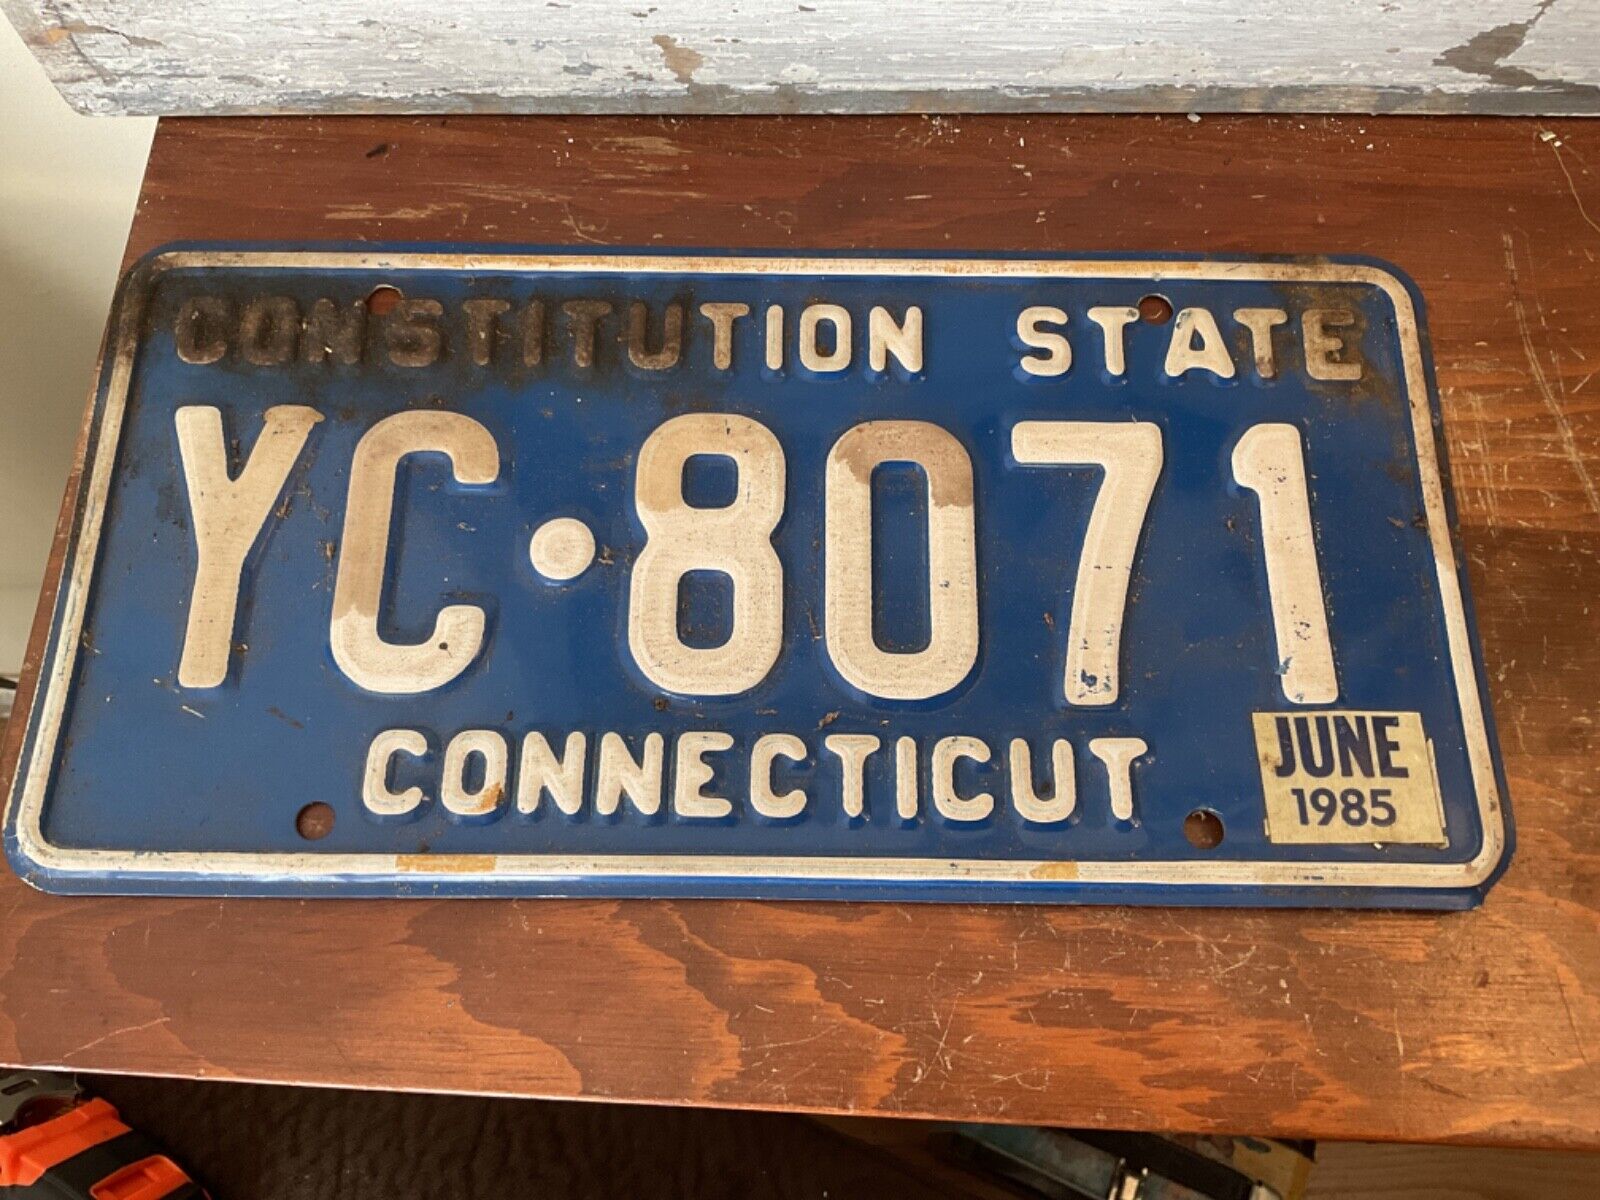 CONSTITUTION STATE
YC·8071
CONNECTICUT
JUNE
1985